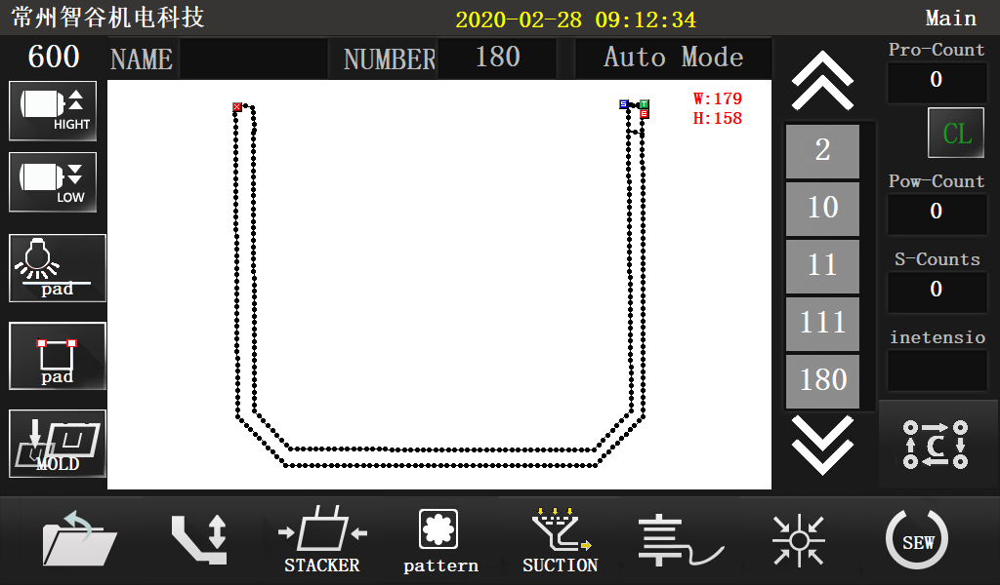 常州智谷机电科技 2020-02-28 09:12:34 Main
600 NAME NUMBER 180 Auto Mode
Pro-Count
0
HIGHT
LOW
pad
pad
MOLD
S T
E
W:179
H:158
2
10
11
111
180
CL
Pow-Count
0
S-Counts
0
inetensio
C
STACKER
pattern
SUCTION
SEW